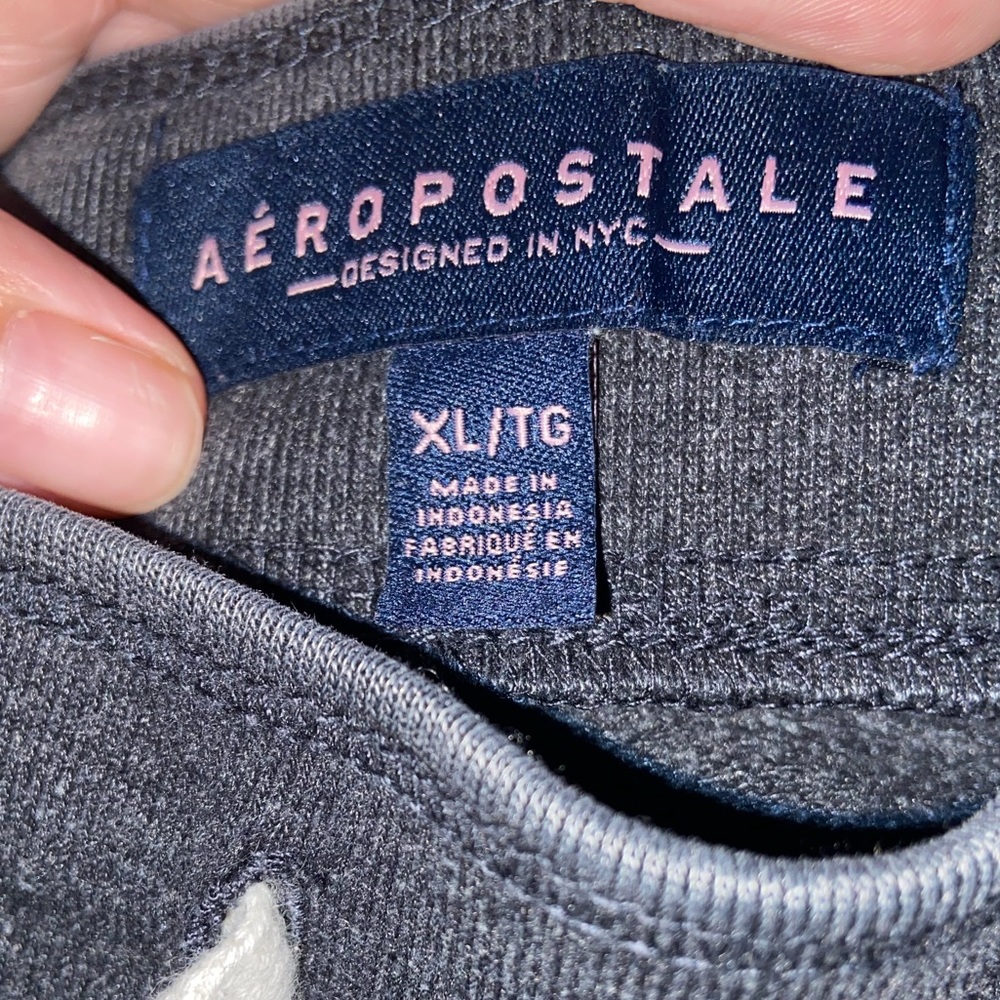 AÉROPOSTALE
DESIGNED IN NYC
XL/TG
MADE IN
INDONESIA
FABRIQUÉ EN
INDONÉSIE